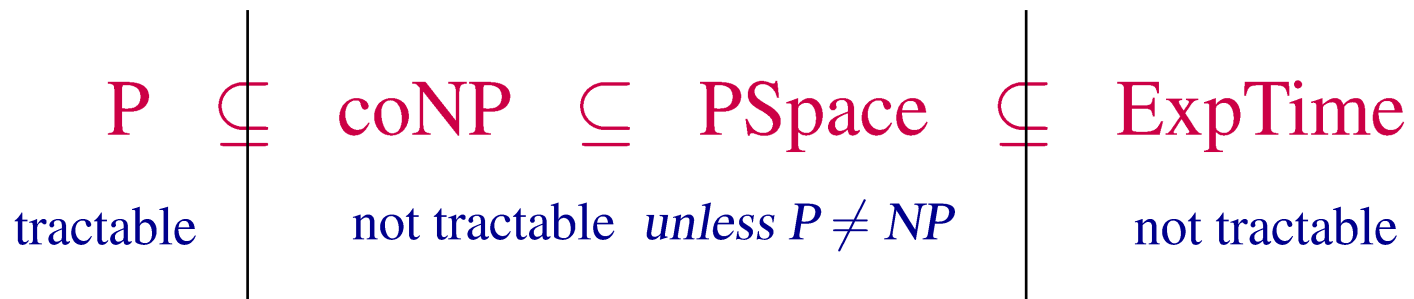 P ⊆ coNP ⊆ PSpace ⊆ ExpTime
tractable not tractable unless P ≠ NP not tractable